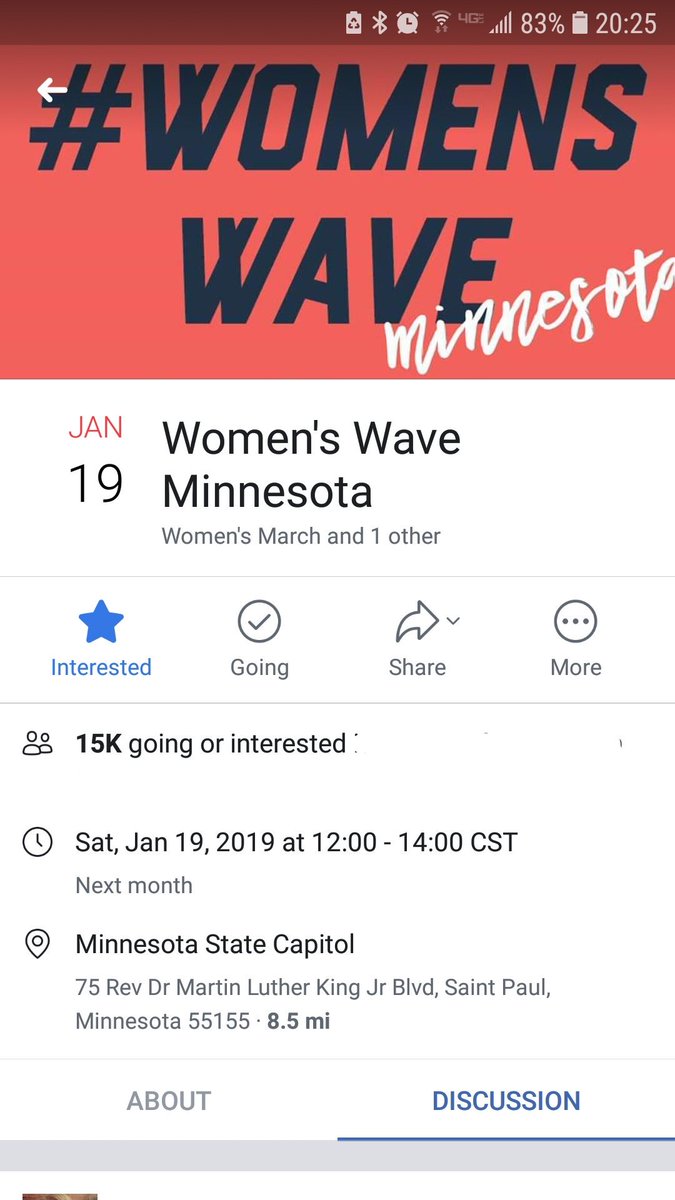 4GE 83% 20:25
#WOMENS
WAVE
minnesota
JAN
19
Women's Wave
Minnesota
Women's March and 1 other
Interested Going Share More
15K going or interested
Sat, Jan 19, 2019 at 12:00 - 14:00 CST
Next month
Minnesota State Capitol
75 Rev Dr Martin Luther King Jr Blvd, Saint Paul,
Minnesota 55155 · 8.5 mi
ABOUT DISCUSSION